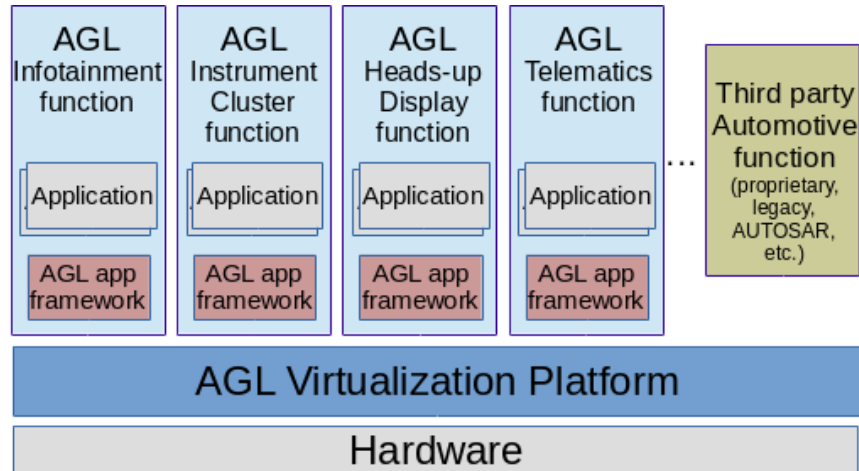 AGL
Infotainment
function
Application
AGL app
framework
AGL
Instrument
Cluster
function
Application
AGL app
framework
AGL
Heads-up
Display
function
Application
AGL app
framework
AGL
Telematics
function
Application
AGL app
framework
...
Third party
Automotive
function
(proprietary,
legacy,
AUTOSAR,
etc.)
AGL Virtualization Platform
Hardware